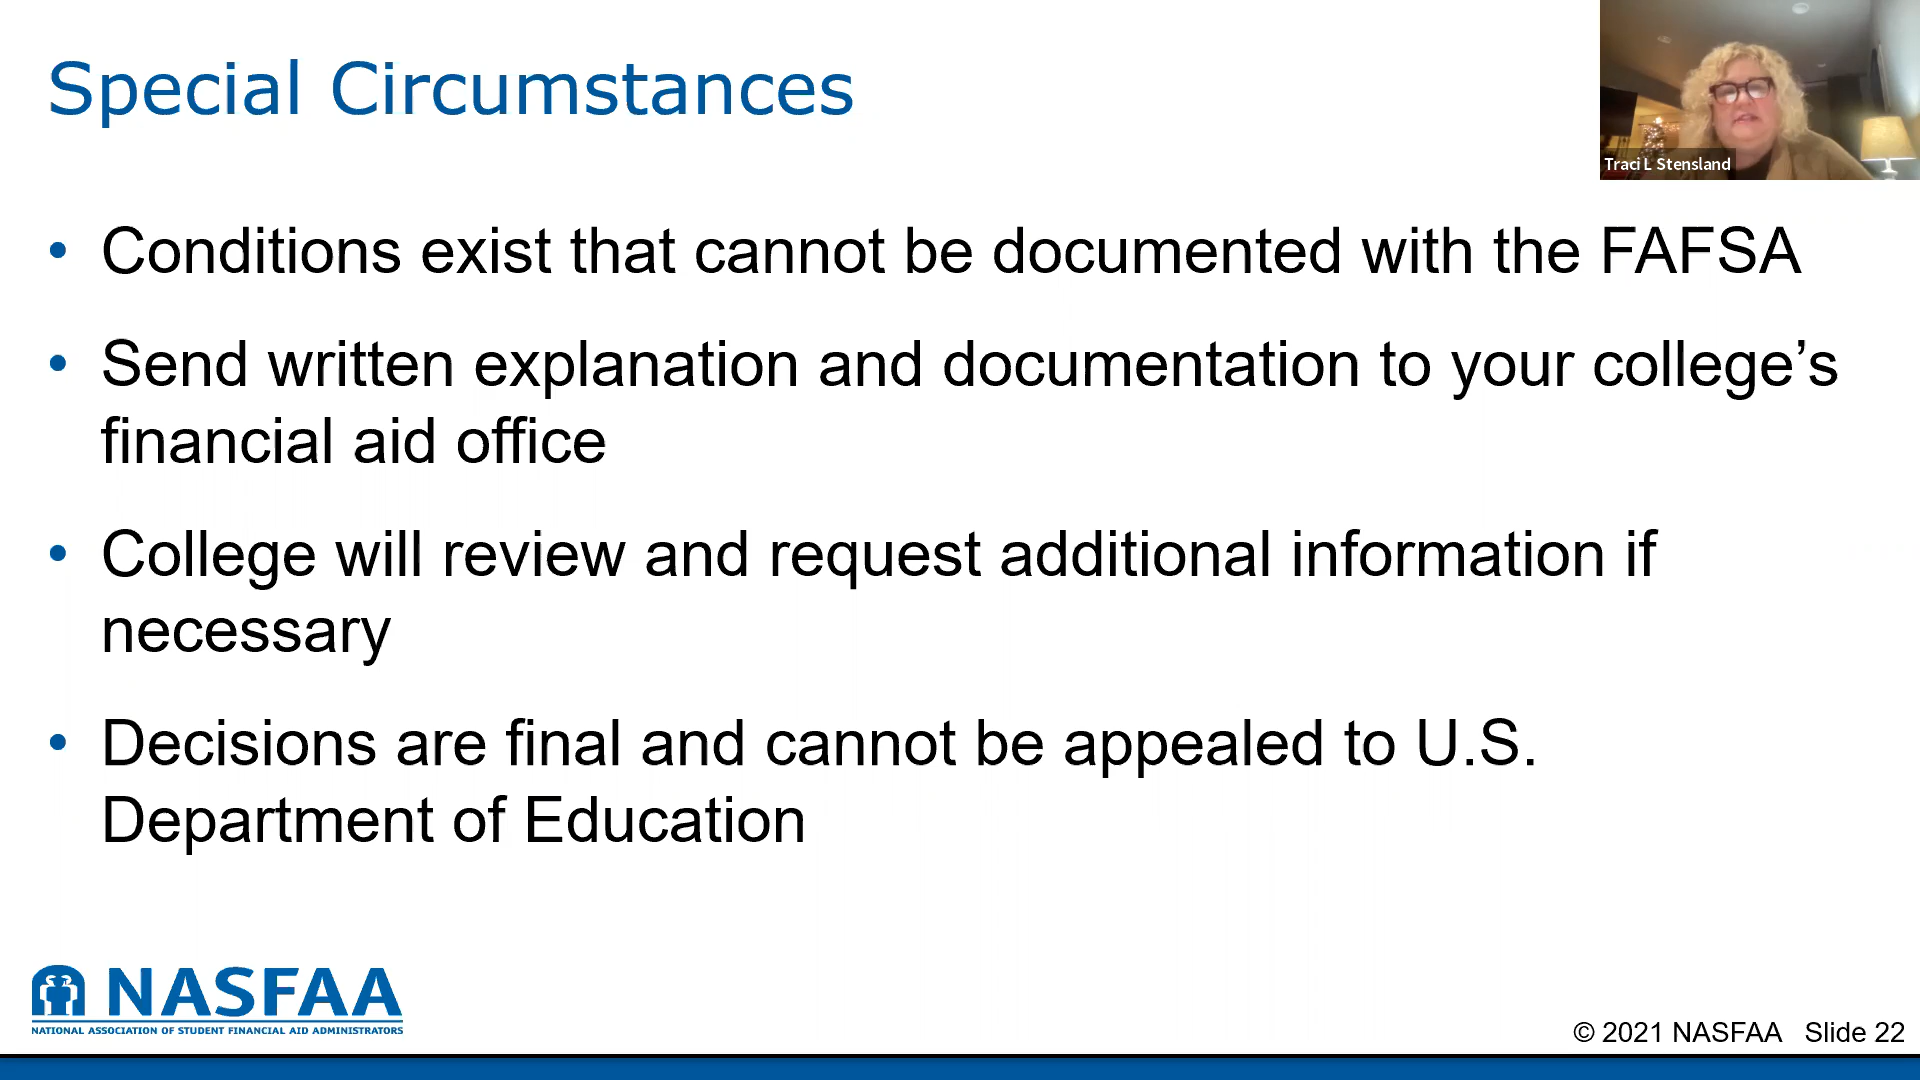 Special Circumstances
Traci L Stensland
• Conditions exist that cannot be documented with the FAFSA
• Send written explanation and documentation to your college’s
financial aid office
• College will review and request additional information if
necessary
• Decisions are final and cannot be appealed to U.S.
Department of Education
NASFAA
NATIONAL ASSOCIATION OF STUDENT FINANCIAL AID ADMINISTRATORS
© 2021 NASFAA Slide 22